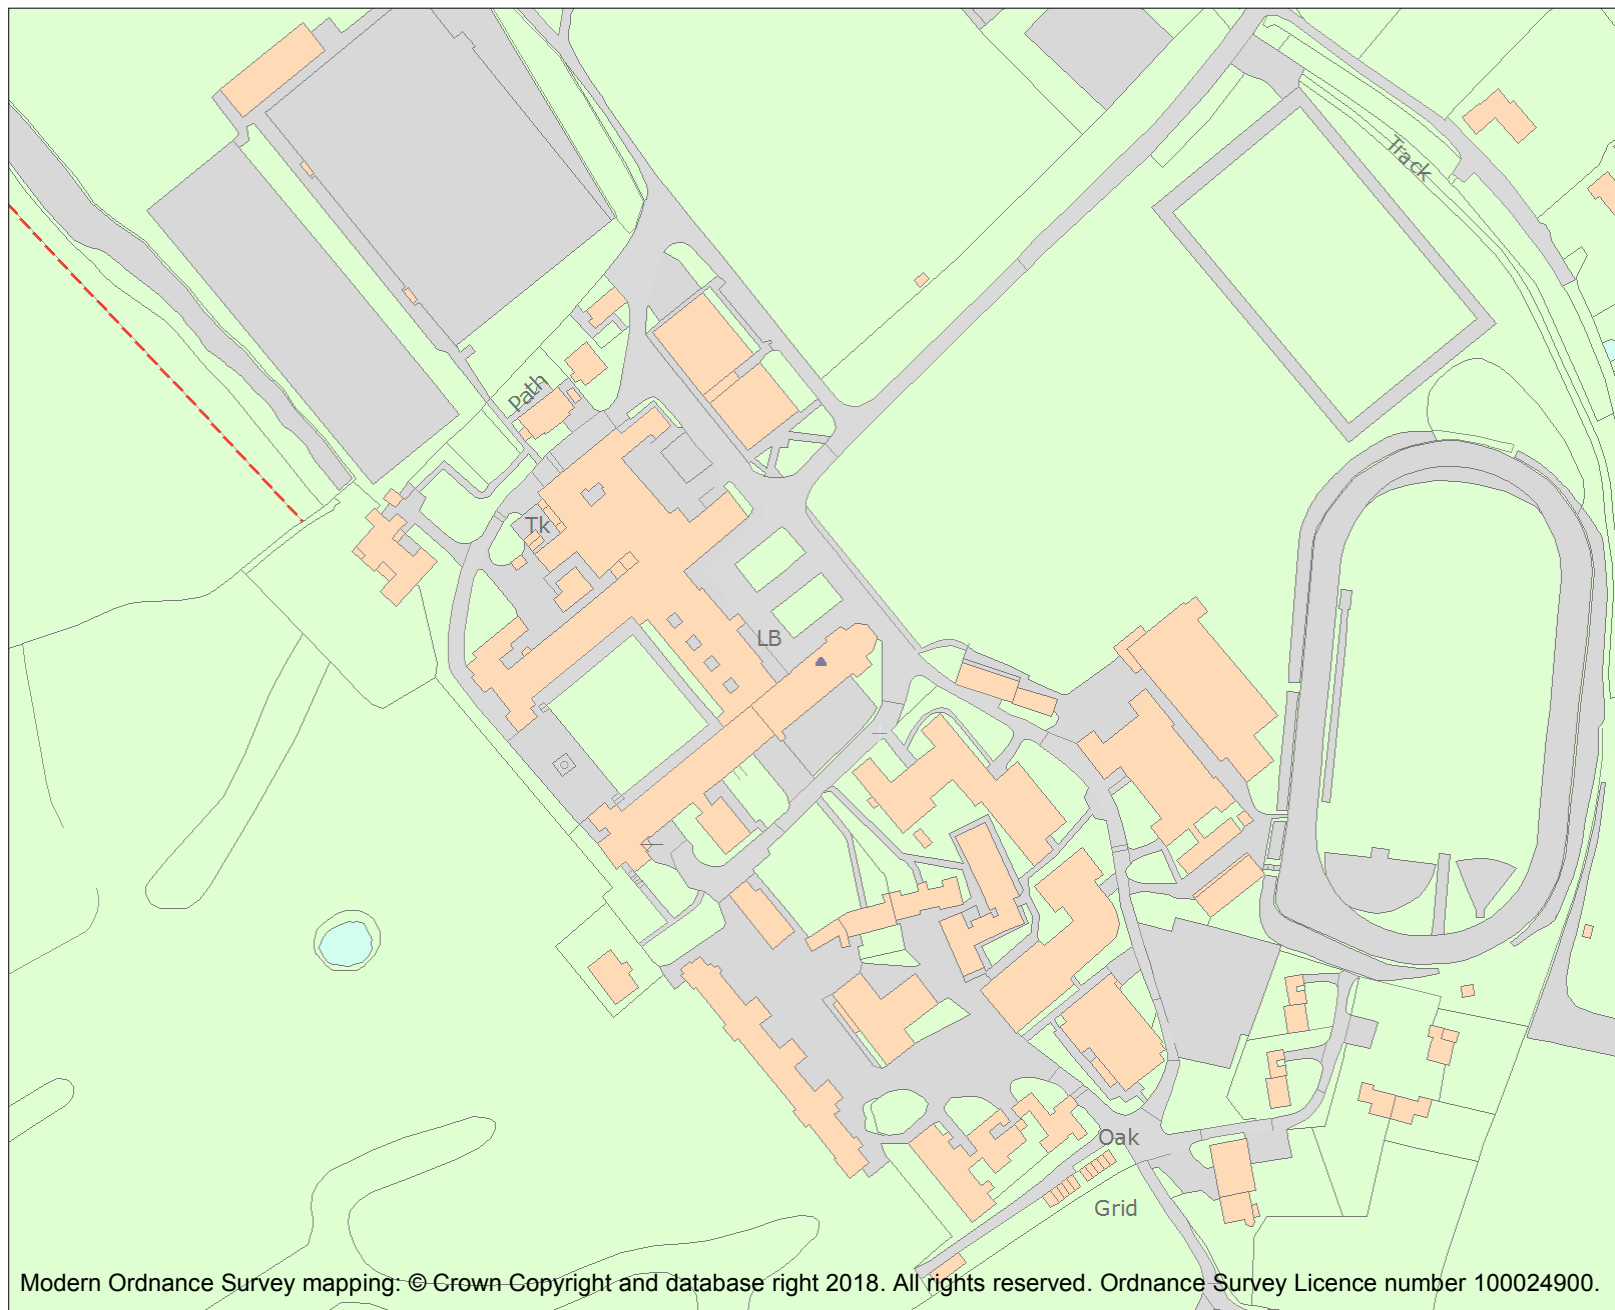 Track
Path
Tk
LB
Oak
Grid
Modern Ordnance Survey mapping: © Crown Copyright and database right 2018. All rights reserved. Ordnance Survey Licence number 100024900.